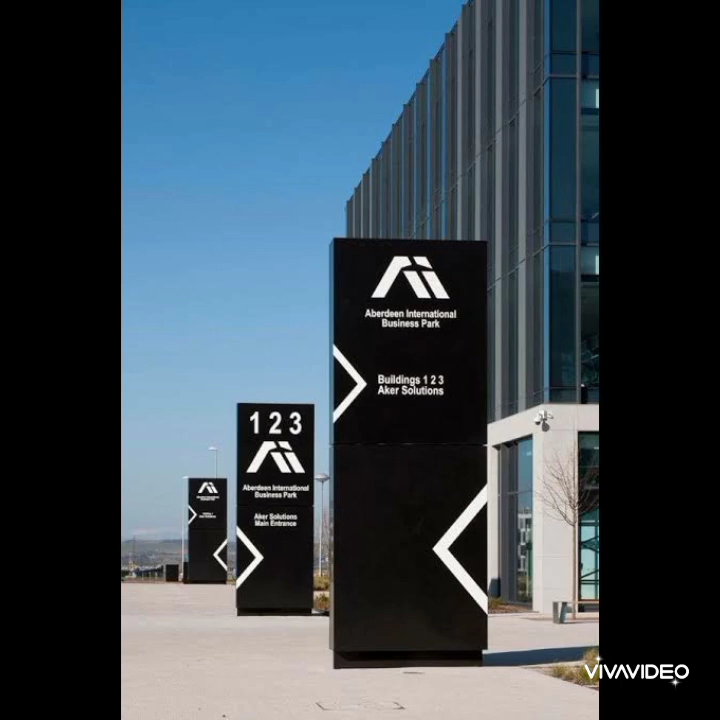 Aberdeen International
Business Park
Buildings 1 2 3
Aker Solutions
1 2 3
Aberdeen International
Business Park
Aker Solutions
Main Entrance
VIVAVIDEO